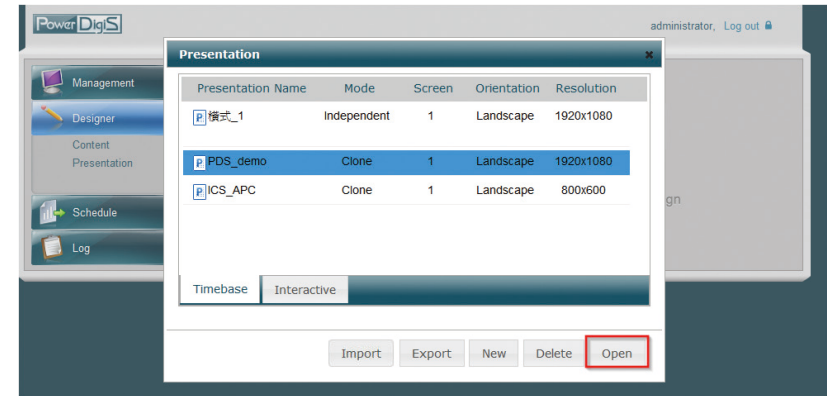 PowerDigiS
administrator, Log out
Presentation
Management
Designer
Content
Presentation
Schedule
Log
Presentation Name Mode Screen Orientation Resolution
橫式_1 Independent 1 Landscape 1920x1080
PDS_demo Clone 1 Landscape 1920x1080
ICS_APC Clone 1 Landscape 800x600
gn
Timebase Interactive
Import Export New Delete Open